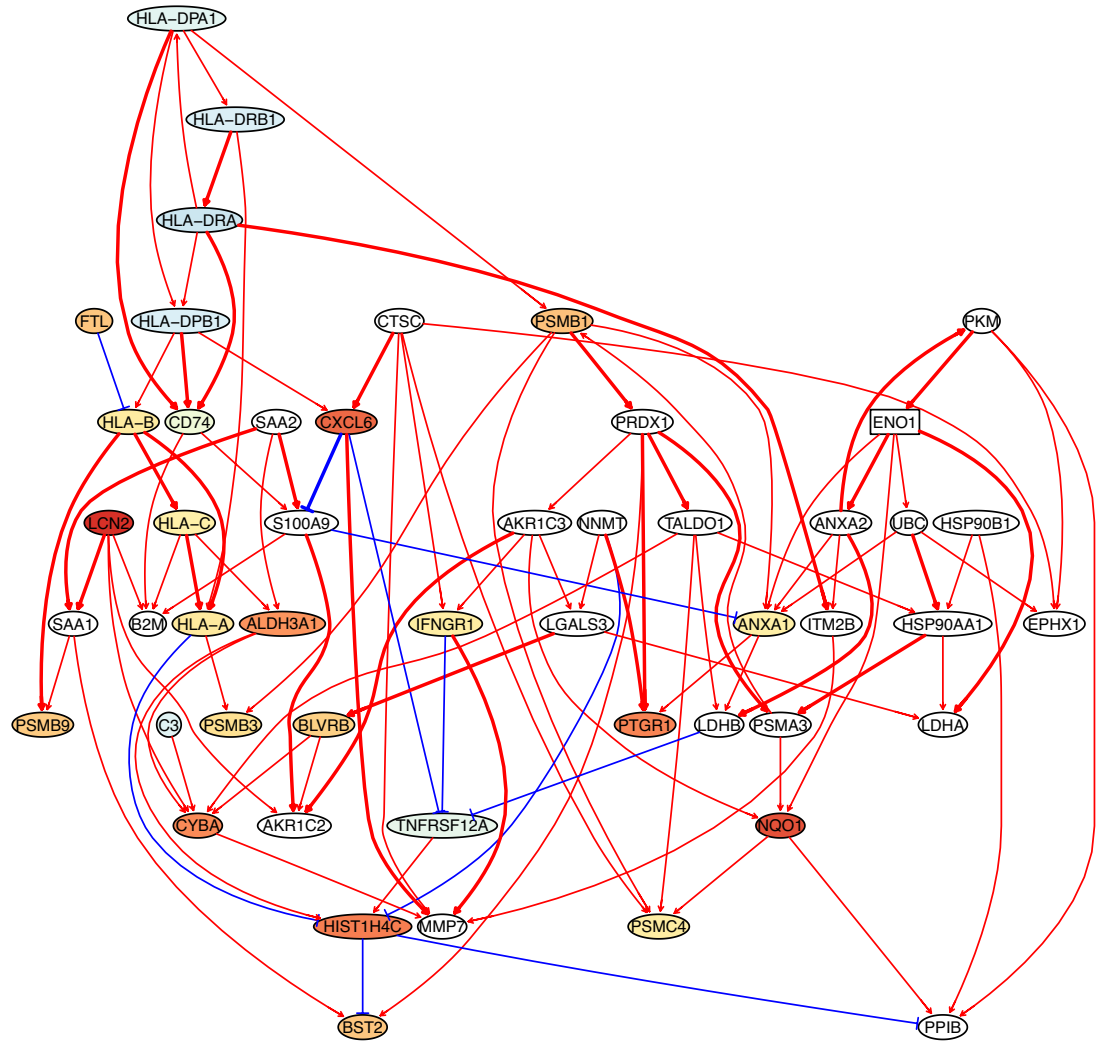 HLA−DPA1
HLA−DRB1
HLA−DRA
FTL
HLA−DPB1
CTSC
PSMB1
PKM
HLA−B
CD74
SAA2
CXCL6
PRDX1
ENO1
LCN2
HLA−C
S100A9
AKR1C3
NNMT
TALDO1
ANXA2
UBC
HSP90B1
SAA1
B2M
HLA−A
ALDH3A1
IFNGR1
LGALS3
ANXA1
ITM2B
HSP90AA1
EPHX1
PSMB9
C3
PSMB3
BLVRB
PTGR1
LDHB
PSMA3
LDHA
CYBA
AKR1C2
TNFRSF12A
NQO1
HIST1H4C
MMP7
PSMC4
BST2
PPIB